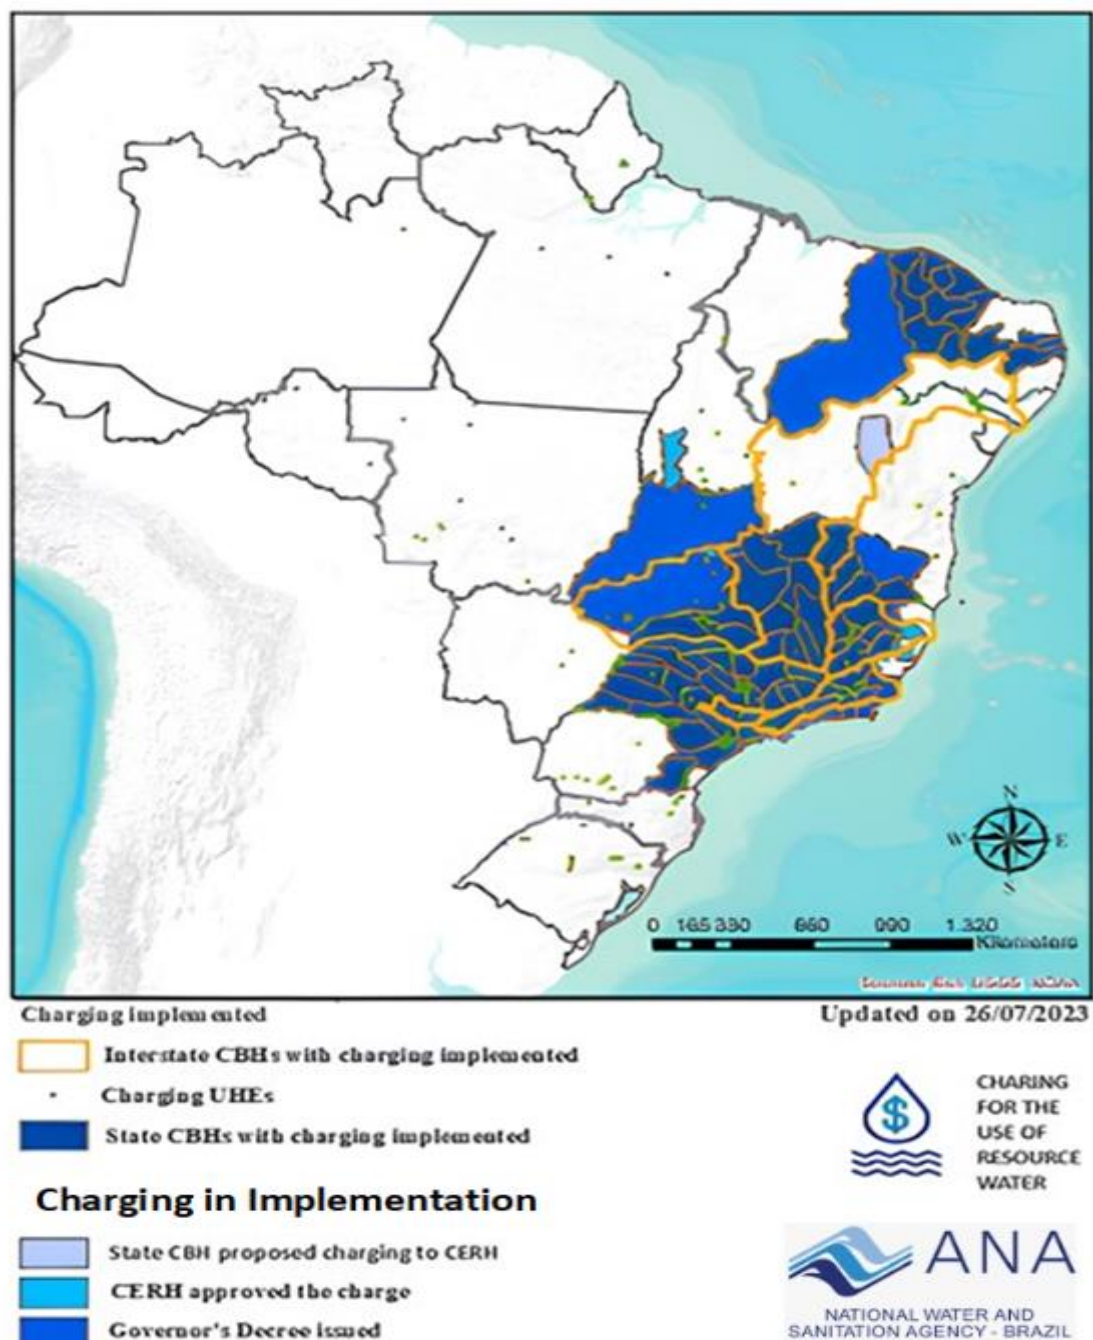 N
W E
S
0 165 330 660 990 1.320
Kilometers
Charging implemented
Updated on 26/07/2023
Interstate CBHs with charging implemented
Charging UHEs
State CBHs with charging implemented
CHARING
FOR THE
USE OF
RESOURCE
WATER
$
Charging in Implementation
State CBH proposed charging to CERH
CERH approved the charge
Governor's Decree issued
ANA
NATIONAL WATER AND
SANITATION AGENCY - BRAZIL